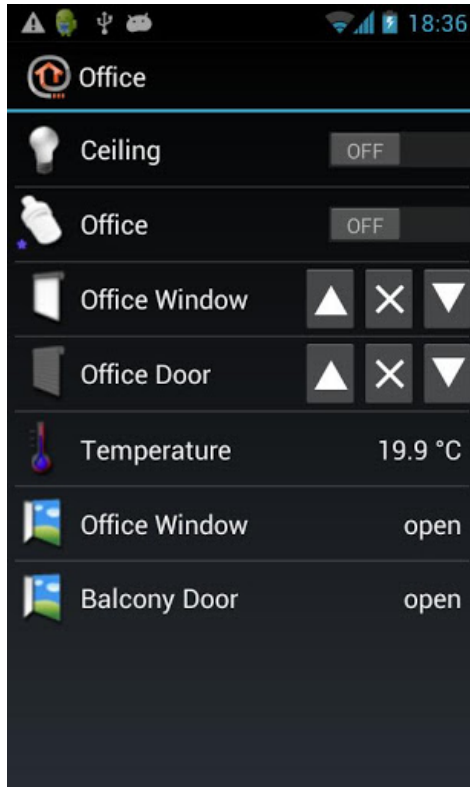 18:36
Office
Ceiling OFF
Office OFF
Office Window
Office Door
Temperature 19.9 °C
Office Window open
Balcony Door open